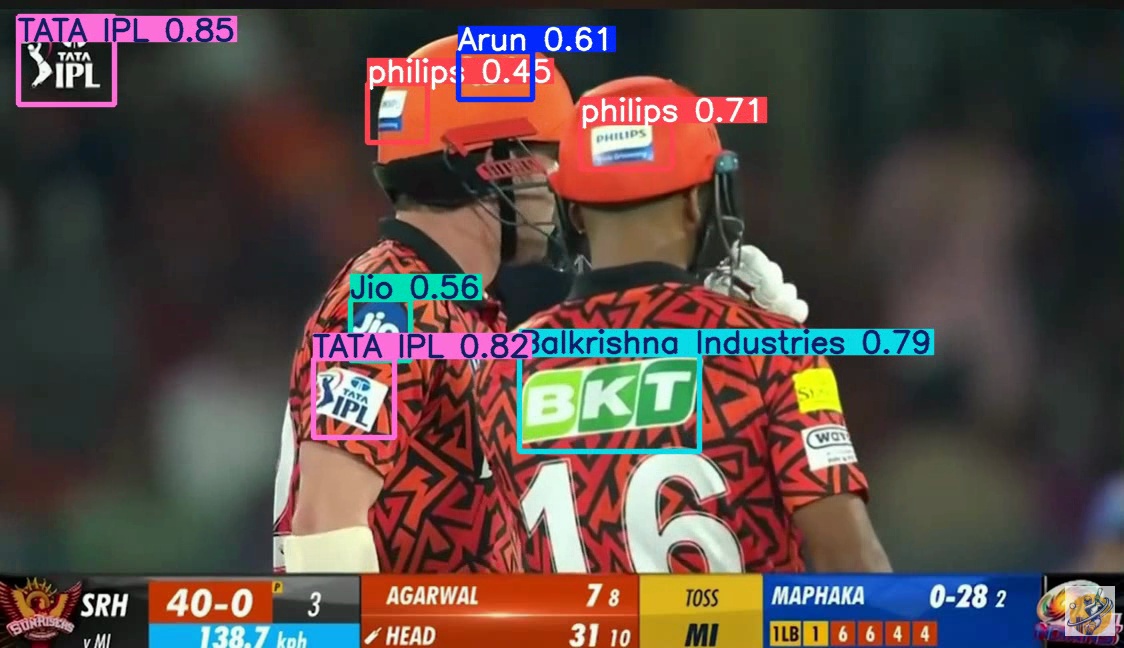 TATA IPL 0.85
TATA
IPL
Arun 0.61
philips 0.45
philips 0.71
PHILIPS
Jio 0.56
Jio
TATA IPL 0.82
Balkrishna Industries 0.79
TATA
IPL
BKT
16
SRH 40-0 P 3
v MI 138.7 kph
AGARWAL 7 8
HEAD 31 10
TOSS
MI
MAPHAKA 0-28 2
1LB 1 6 6 4 4
SUNRISERS